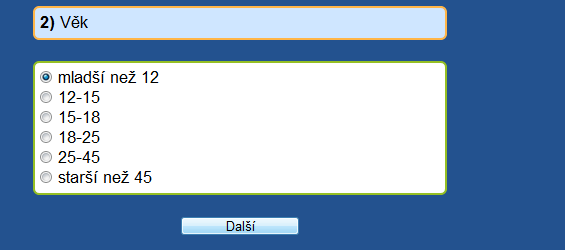 2) Věk
mladší než 12
12-15
15-18
18-25
25-45
starší než 45
Další